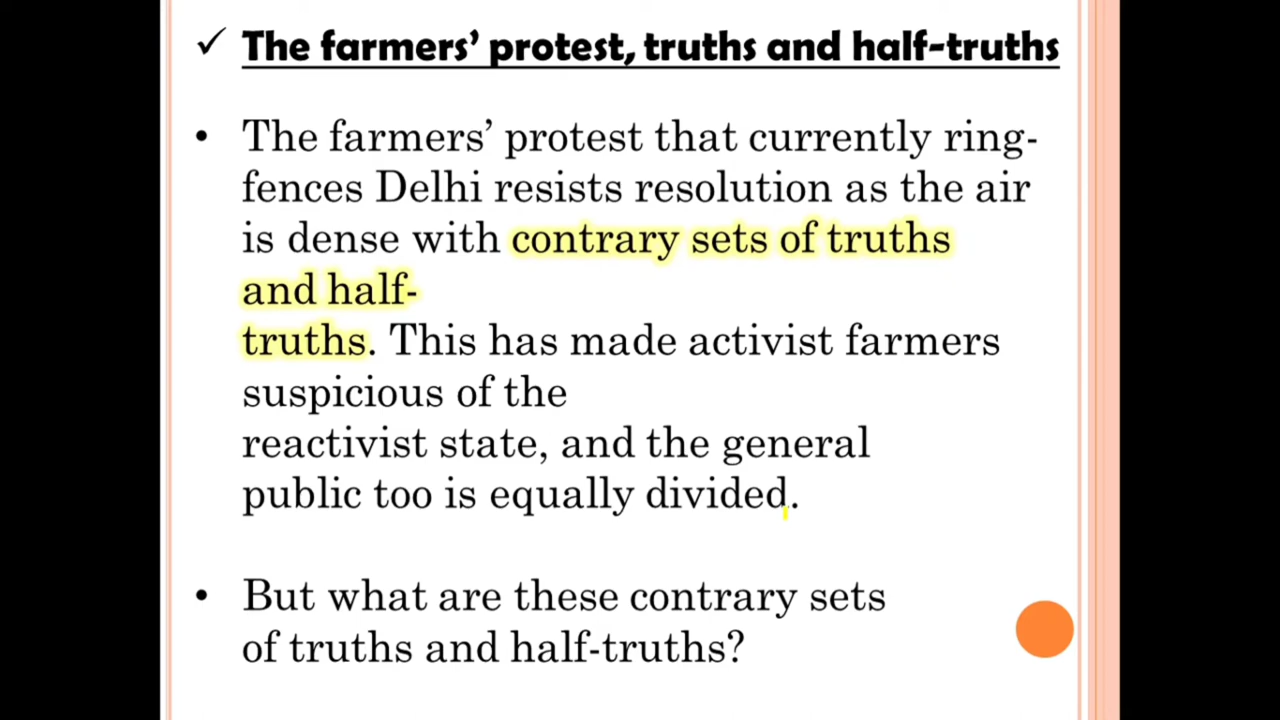 ✓ The farmers’ protest, truths and half-truths
• The farmers’ protest that currently ring-
fences Delhi resists resolution as the air
is dense with contrary sets of truths
and half-
truths. This has made activist farmers
suspicious of the
reactivist state, and the general
public too is equally divided.
• But what are these contrary sets
of truths and half-truths?